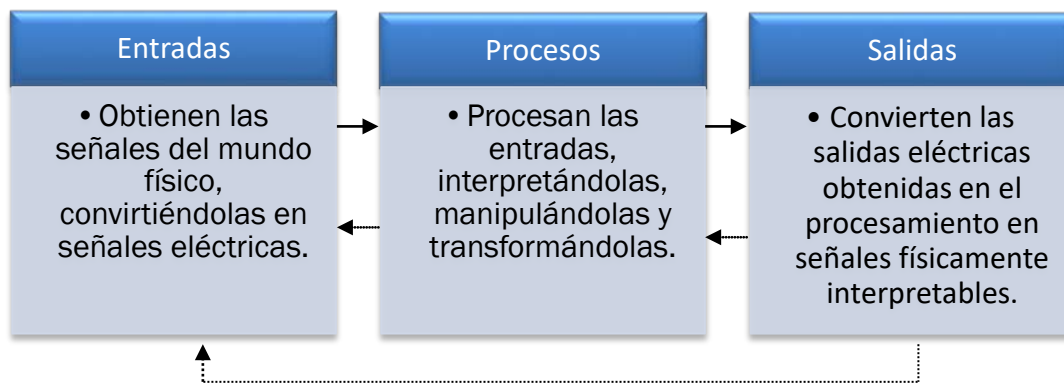 Entradas
• Obtienen las
señales del mundo
físico,
convirtiéndolas en
señales eléctricas.
Procesos
• Procesan las
entradas,
interpretándolas,
manipulándolas y
transformándolas.
Salidas
• Convierten las
salidas eléctricas
obtenidas en el
procesamiento en
señales físicamente
interpretables.